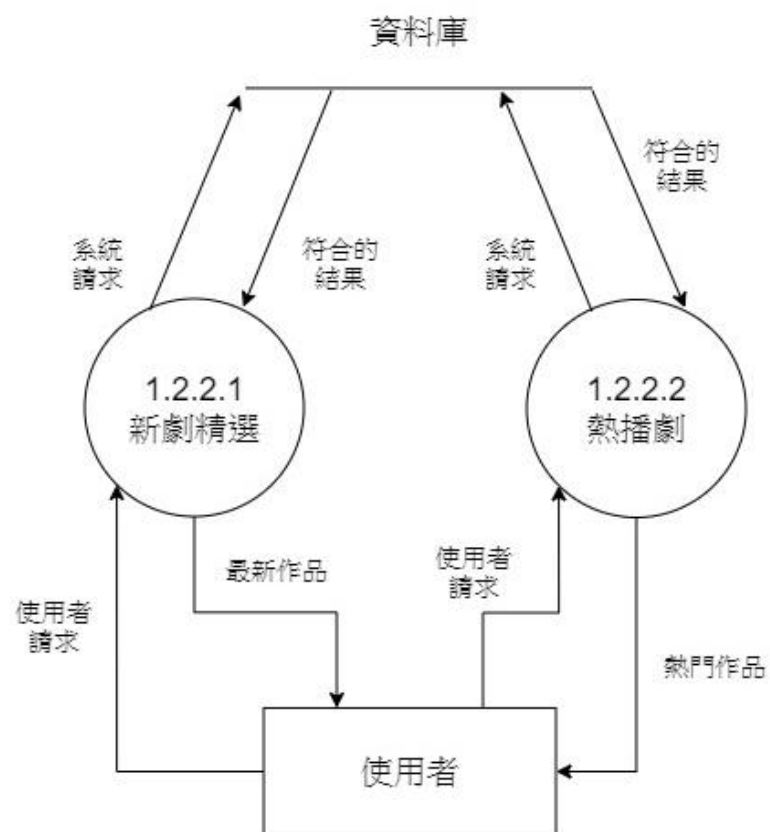 資料庫
符合的
結果
系統
請求
符合的
結果
系統
請求
1.2.2.1
新劇精選
1.2.2.2
熱播劇
最新作品
使用者
請求
使用者
請求
熱門作品
使用者